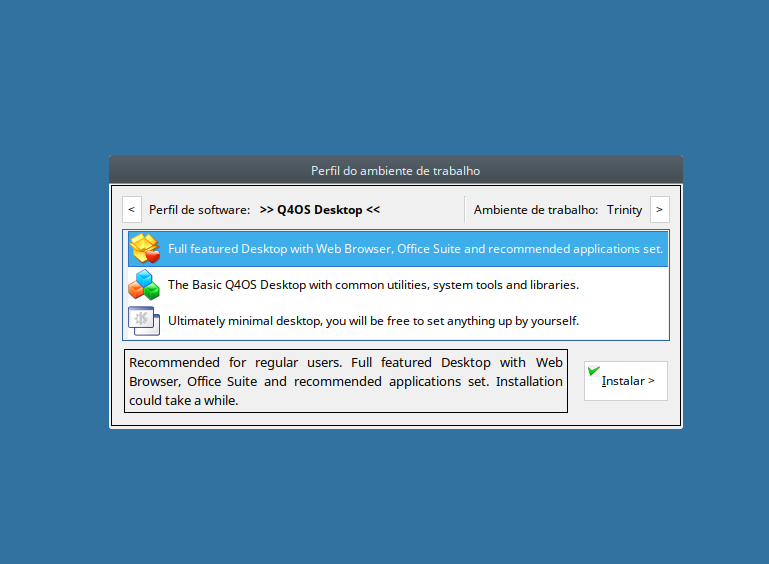 Perfil do ambiente de trabalho
< Perfil de software: >> Q4OS Desktop << Ambiente de trabalho: Trinity >
Full featured Desktop with Web Browser, Office Suite and recommended applications set.
The Basic Q4OS Desktop with common utilities, system tools and libraries.
Ultimately minimal desktop, you will be free to set anything up by yourself.
Recommended for regular users. Full featured Desktop with Web
Browser, Office Suite and recommended applications set. Installation
could take a while.
Instalar >